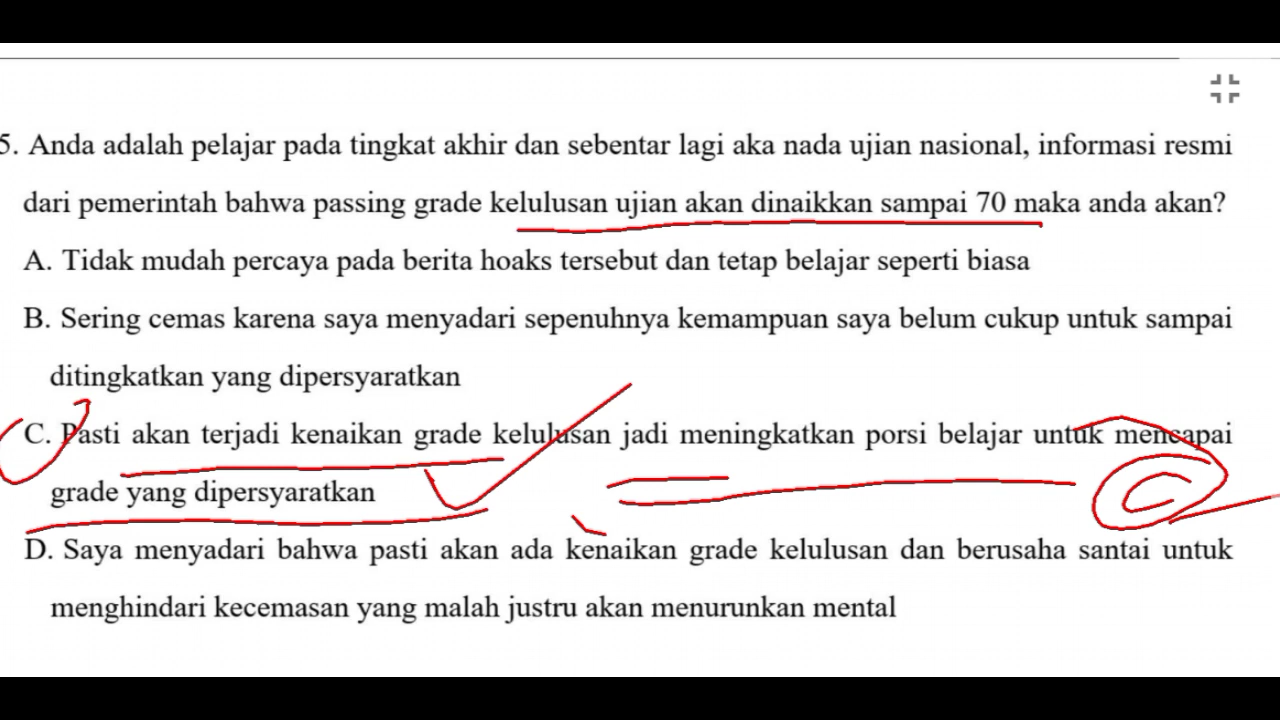 5. Anda adalah pelajar pada tingkat akhir dan sebentar lagi aka nada ujian nasional, informasi resmi
dari pemerintah bahwa passing grade kelulusan ujian akan dinaikkan sampai 70 maka anda akan?
A. Tidak mudah percaya pada berita hoaks tersebut dan tetap belajar seperti biasa
B. Sering cemas karena saya menyadari sepenuhnya kemampuan saya belum cukup untuk sampai
ditingkatkan yang dipersyaratkan
C. Pasti akan terjadi kenaikan grade kelulusan jadi meningkatkan porsi belajar untuk mencapai
grade yang dipersyaratkan
D. Saya menyadari bahwa pasti akan ada kenaikan grade kelulusan dan berusaha santai untuk
menghindari kecemasan yang malah justru akan menurunkan mental